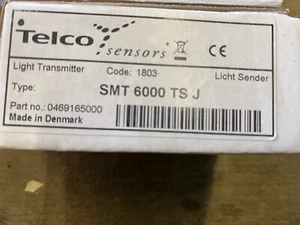 Telco
sensors
CE
Light Transmitter Code: 1803 Licht Sender
Type: SMT 6000 TS J
Part no.: 0469165000
Made in Denmark